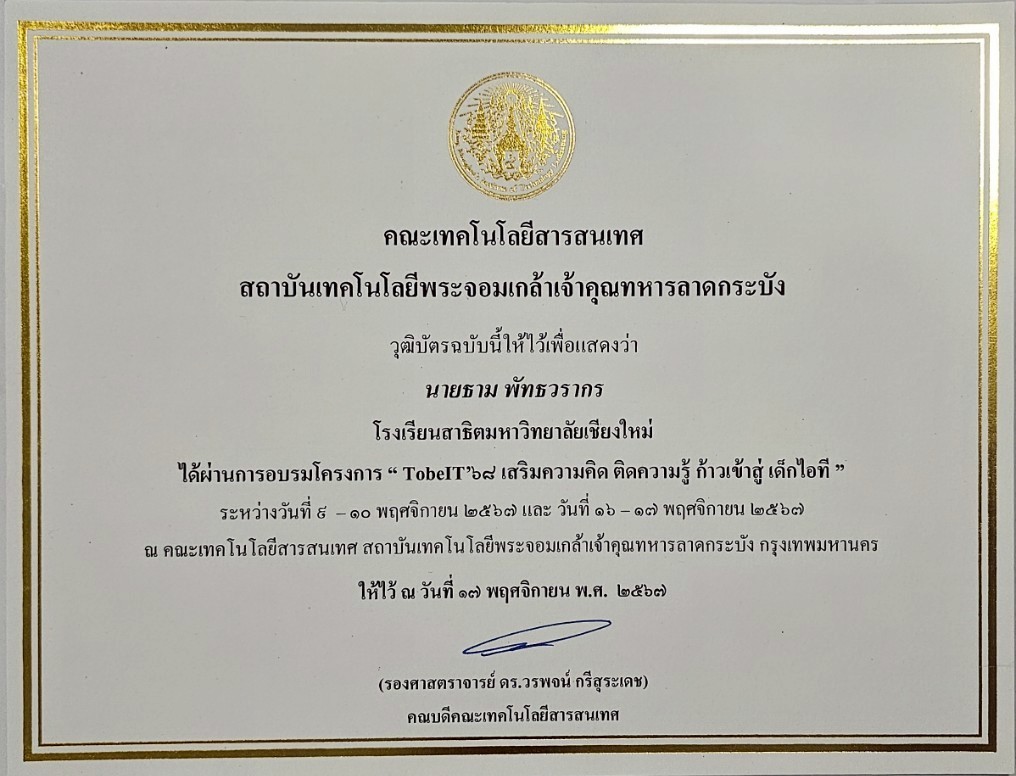 คณะเทคโนโลยีสารสนเทศ
สถาบันเทคโนโลยีพระจอมเกล้าเจ้าคุณทหารลาดกระบัง
วุฒิบัตรฉบับนี้ให้ไว้เพื่อแสดงว่า
นายธาม พัทธวรากร
โรงเรียนสาธิตมหาวิทยาลัยเชียงใหม่
ได้ผ่านการอบรมโครงการ “ TobeIT’๖๘ เสริมความคิด ติดความรู้ ก้าวเข้าสู่ เด็กไอที ”
ระหว่างวันที่ ๙ – ๑๐ พฤศจิกายน ๒๕๖๗ และ วันที่ ๑๖ – ๑๗ พฤศจิกายน ๒๕๖๗
ณ คณะเทคโนโลยีสารสนเทศ สถาบันเทคโนโลยีพระจอมเกล้าเจ้าคุณทหารลาดกระบัง กรุงเทพมหานคร
ให้ไว้ ณ วันที่ ๑๗ พฤศจิกายน พ.ศ. ๒๕๖๗
(รองศาสตราจารย์ ดร.วรพจน์ กรีสุระเดช)
คณบดีคณะเทคโนโลยีสารสนเทศ